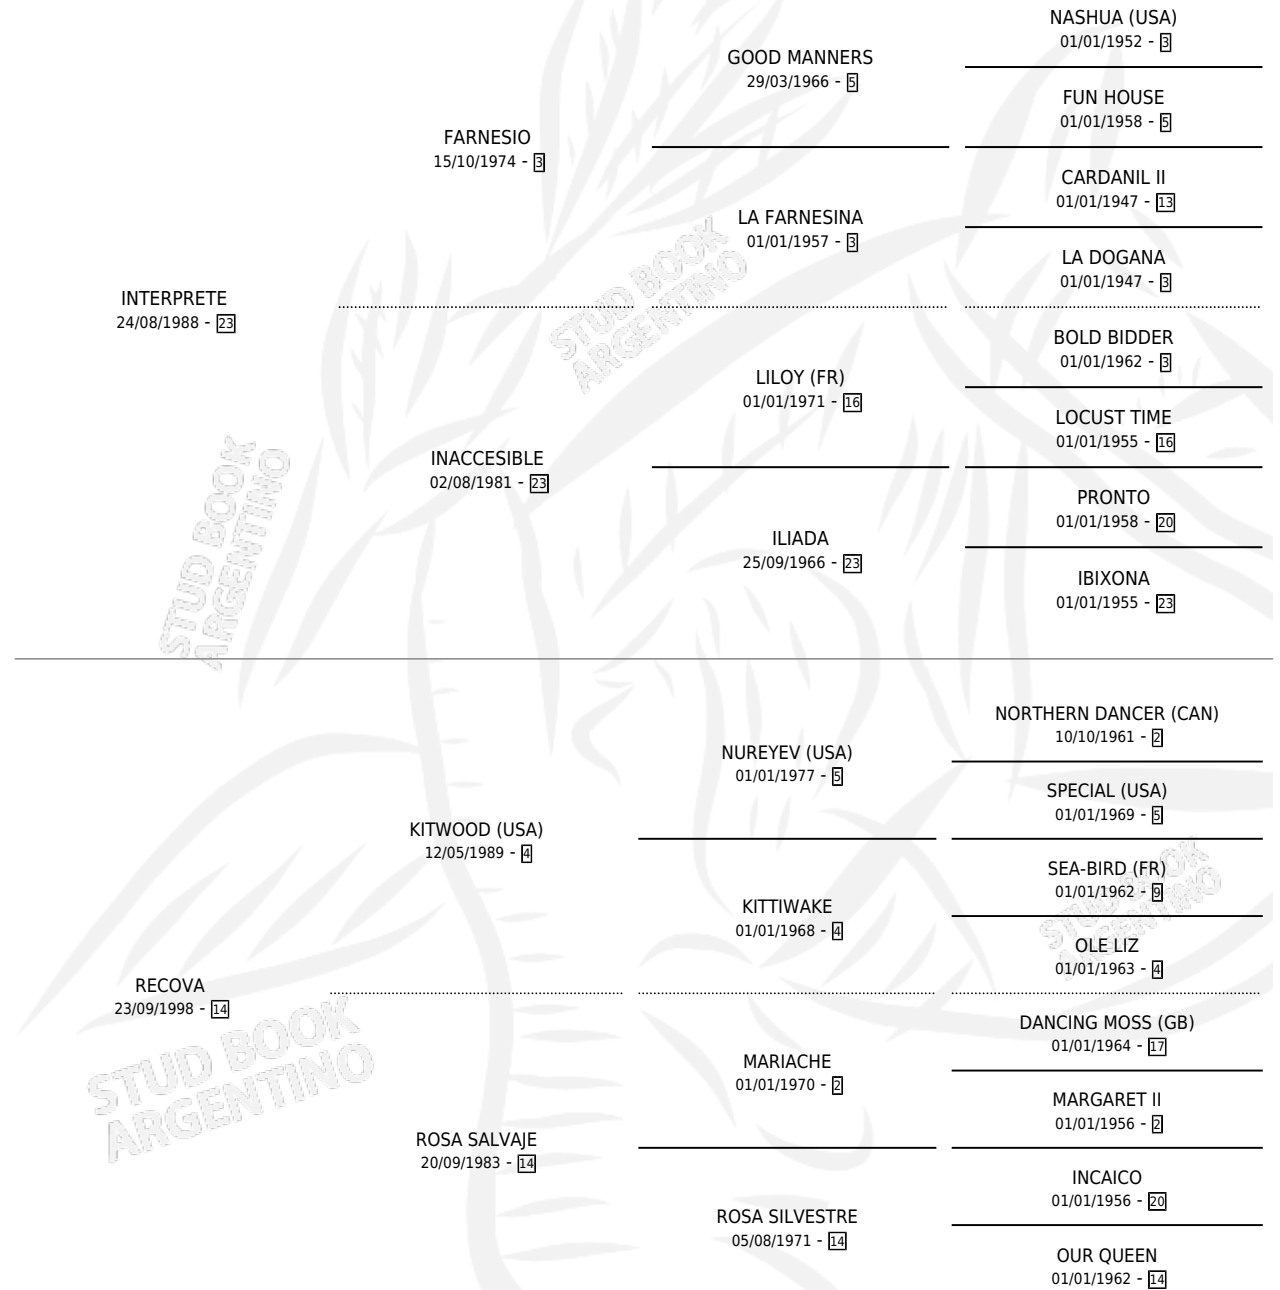 NASHUA (USA)
01/01/1952 - 3
GOOD MANNERS
29/03/1966 - 5
FUN HOUSE
01/01/1958 - 5
FARNESIO
15/10/1974 - 3
CARDANIL II
01/01/1947 - 13
LA FARNESINA
01/01/1957 - 3
LA DOGANA
01/01/1947 - 3
INTERPRETE
24/08/1988 - 23
BOLD BIDDER
01/01/1962 - 3
LILOY (FR)
01/01/1971 - 16
LOCUST TIME
01/01/1955 - 16
INACCESIBLE
02/08/1981 - 23
PRONTO
01/01/1958 - 20
ILIADA
25/09/1966 - 23
IBIXONA
01/01/1955 - 23
STUD BOOK
ARGENTINO
STUD BOOK
ARGENTINO
NORTHERN DANCER (CAN)
10/10/1961 - 2
NUREYEV (USA)
01/01/1977 - 5
SPECIAL (USA)
01/01/1969 - 5
KITWOOD (USA)
12/05/1989 - 4
SEA-BIRD (FR)
01/01/1962 - 9
KITTIWAKE
01/01/1968 - 4
OLE LIZ
01/01/1963 - 4
RECOVA
23/09/1998 - 14
DANCING MOSS (GB)
01/01/1964 - 17
MARIACHE
01/01/1970 - 2
MARGARET II
01/01/1956 - 2
ROSA SALVAJE
20/09/1983 - 14
INCAICO
01/01/1956 - 20
ROSA SILVESTRE
05/08/1971 - 14
OUR QUEEN
01/01/1962 - 14
STUD BOOK
ARGENTINO
STUD BOOK
ARGENTINO